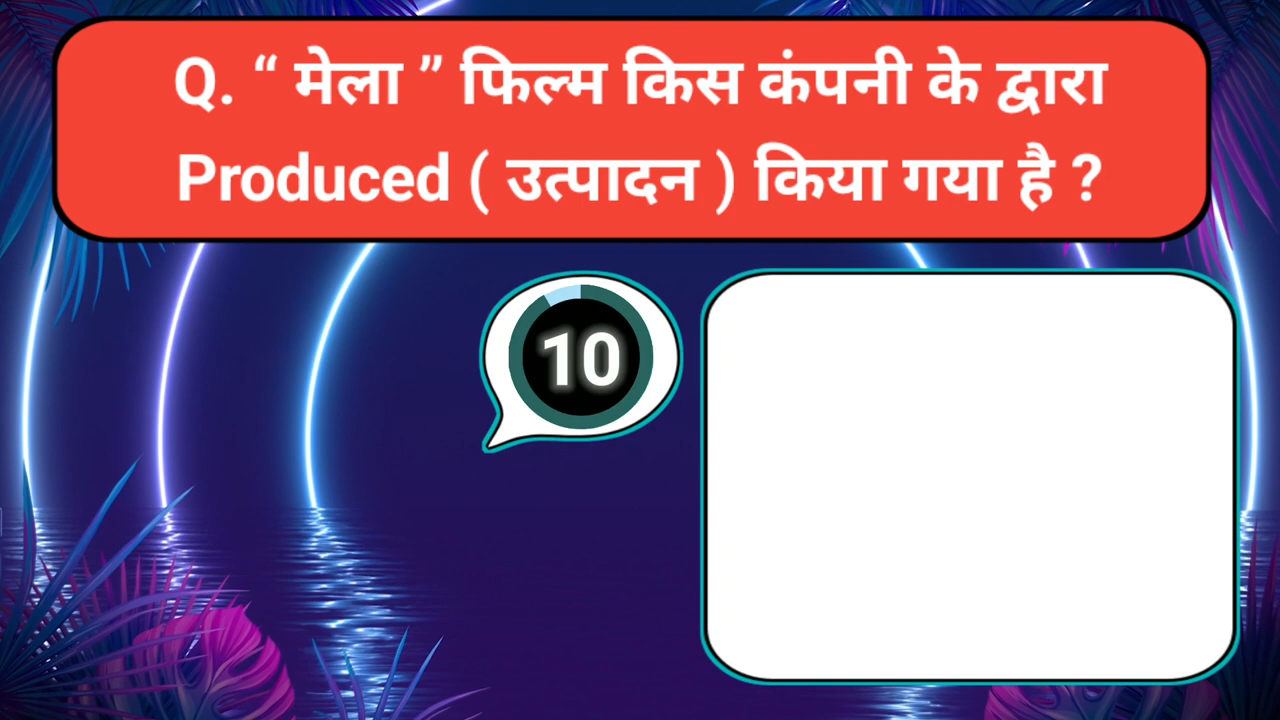 Q. “ मेला ” फिल्म किस कंपनी के द्वारा
Produced ( उत्पादन ) किया गया है ?
10